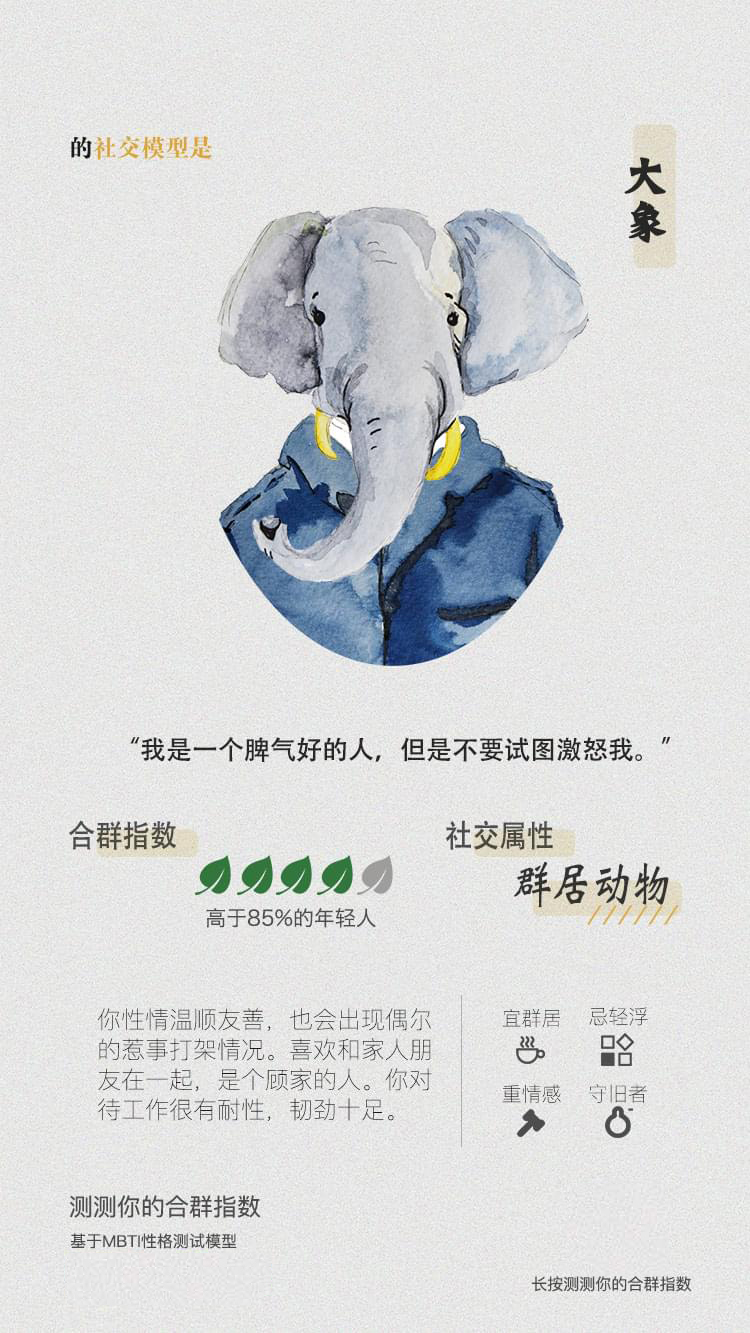 的社交模型是
大象
“我是一个脾气好的人，但是不要试图激怒我。”
合群指数
高于85%的年轻人
社交属性
群居动物
你性情温顺友善，也会出现偶尔
的惹事打架情况。喜欢和家人朋
友在一起，是个顾家的人。你对
待工作很有耐性，韧劲十足。
宜群居
忌轻浮
重情感
守旧者
测测你的合群指数
基于MBTI性格测试模型
长按测测你的合群指数